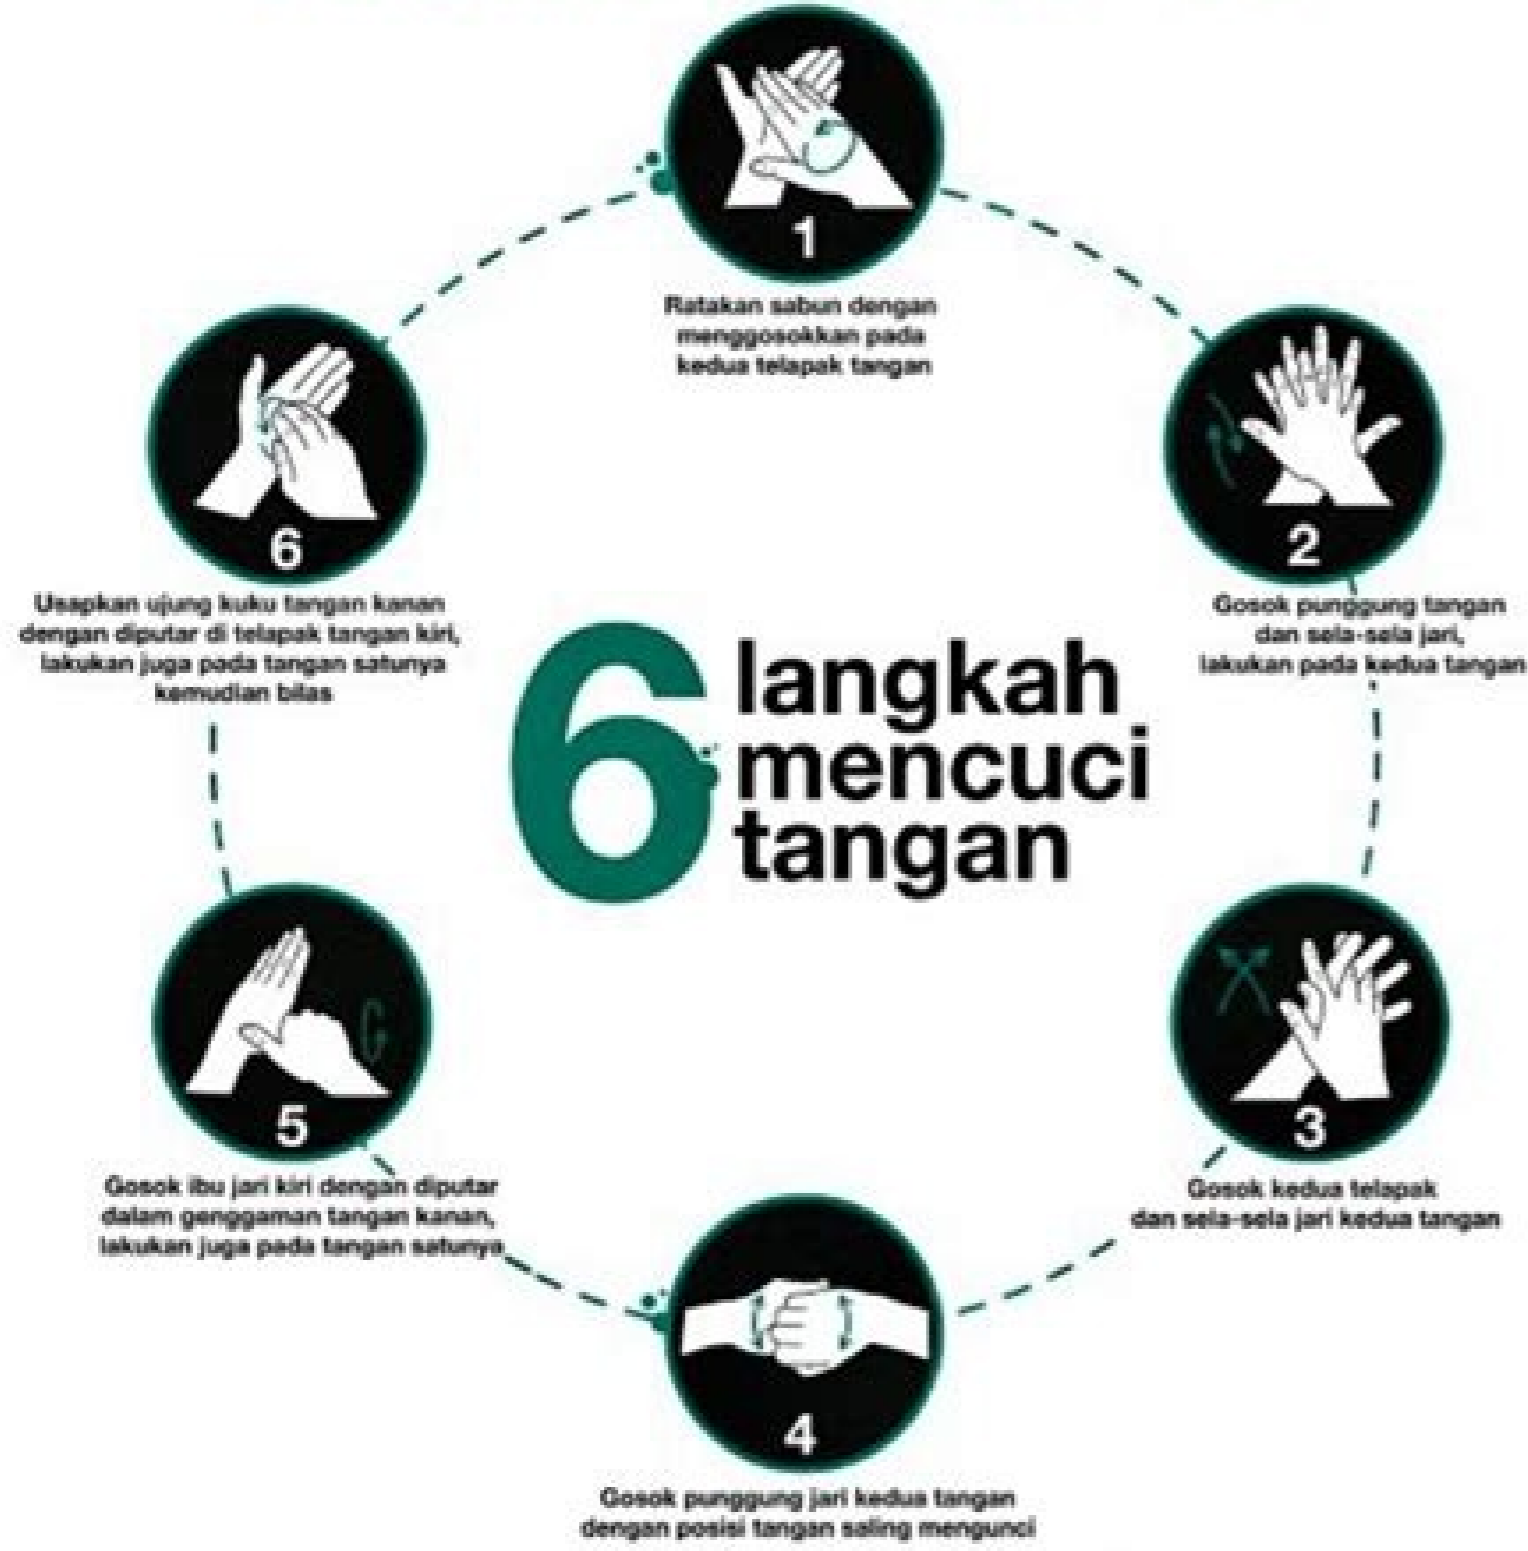 1
Ratakan sabun dengan
menggosokkan pada
kedua telapak tangan
2
Gosok punggung tangan
dan sela-sela jari,
lakukan pada kedua tangan
3
Gosok kedua telapak
dan sela-sela jari kedua tangan
4
Gosok punggung jari kedua tangan
dengan posisi tangan saling mengunci
5
Gosok ibu jari kiri dengan diputar
dalam genggaman tangan kanan,
lakukan juga pada tangan satunya
6
Usapkan ujung kuku tangan kanan
dengan diputar di telapak tangan kiri,
lakukan juga pada tangan satunya
kemudian bilas
6 langkah
mencuci
tangan